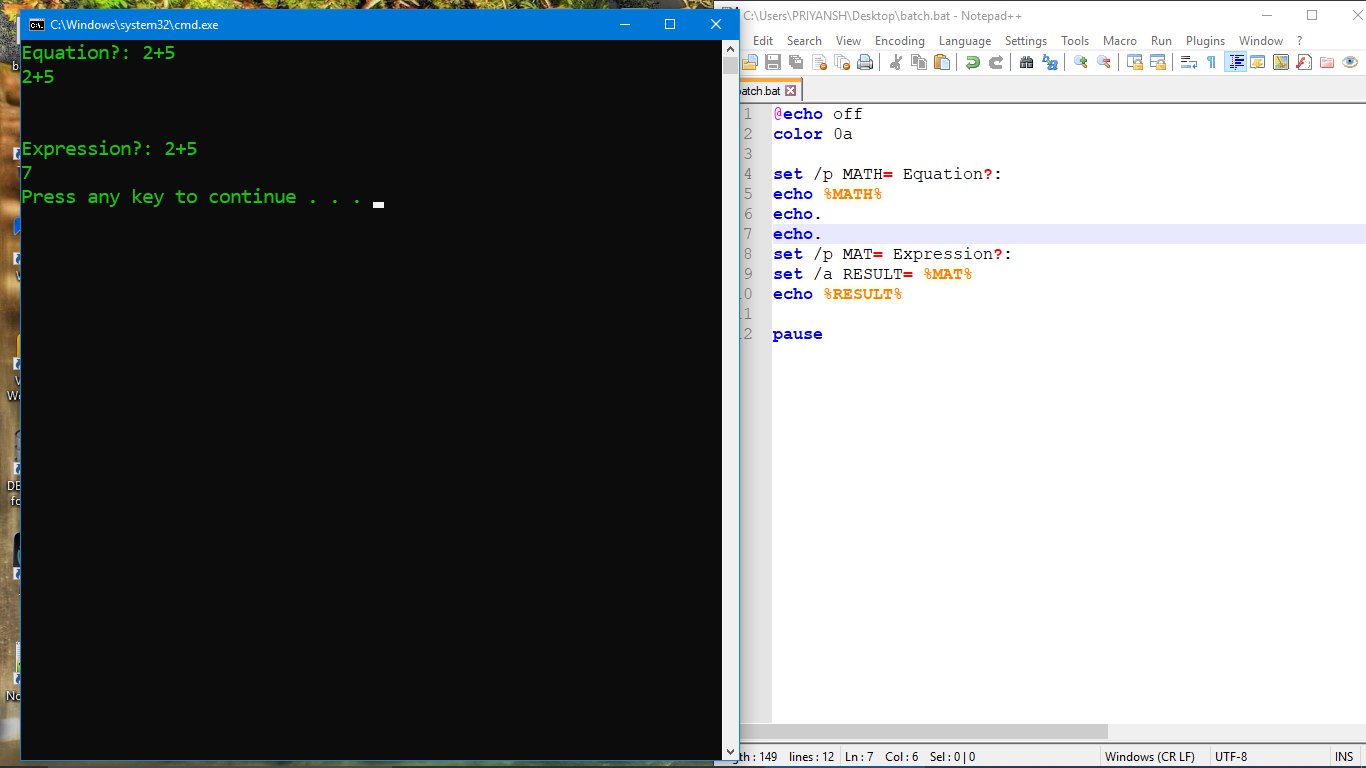 C:\Windows\system32\cmd.exe
Equation?: 2+5
2+5
Expression?: 2+5
7
Press any key to continue . . .
C:\Users\PRIYANSH\Desktop\batch.bat - Notepad++
Edit Search View Encoding Language Settings Tools Macro Run Plugins Window ?
atch.bat
1 @echo off
2 color 0a
3
4 set /p MATH= Equation?:
5 echo %MATH%
6 echo.
7 echo.
8 set /p MAT= Expression?:
9 set /a RESULT= %MAT%
0 echo %RESULT%
1
2 pause
gth : 149 lines : 12 Ln : 7 Col : 6 Sel : 0 | 0 Windows (CR LF) UTF-8 INS